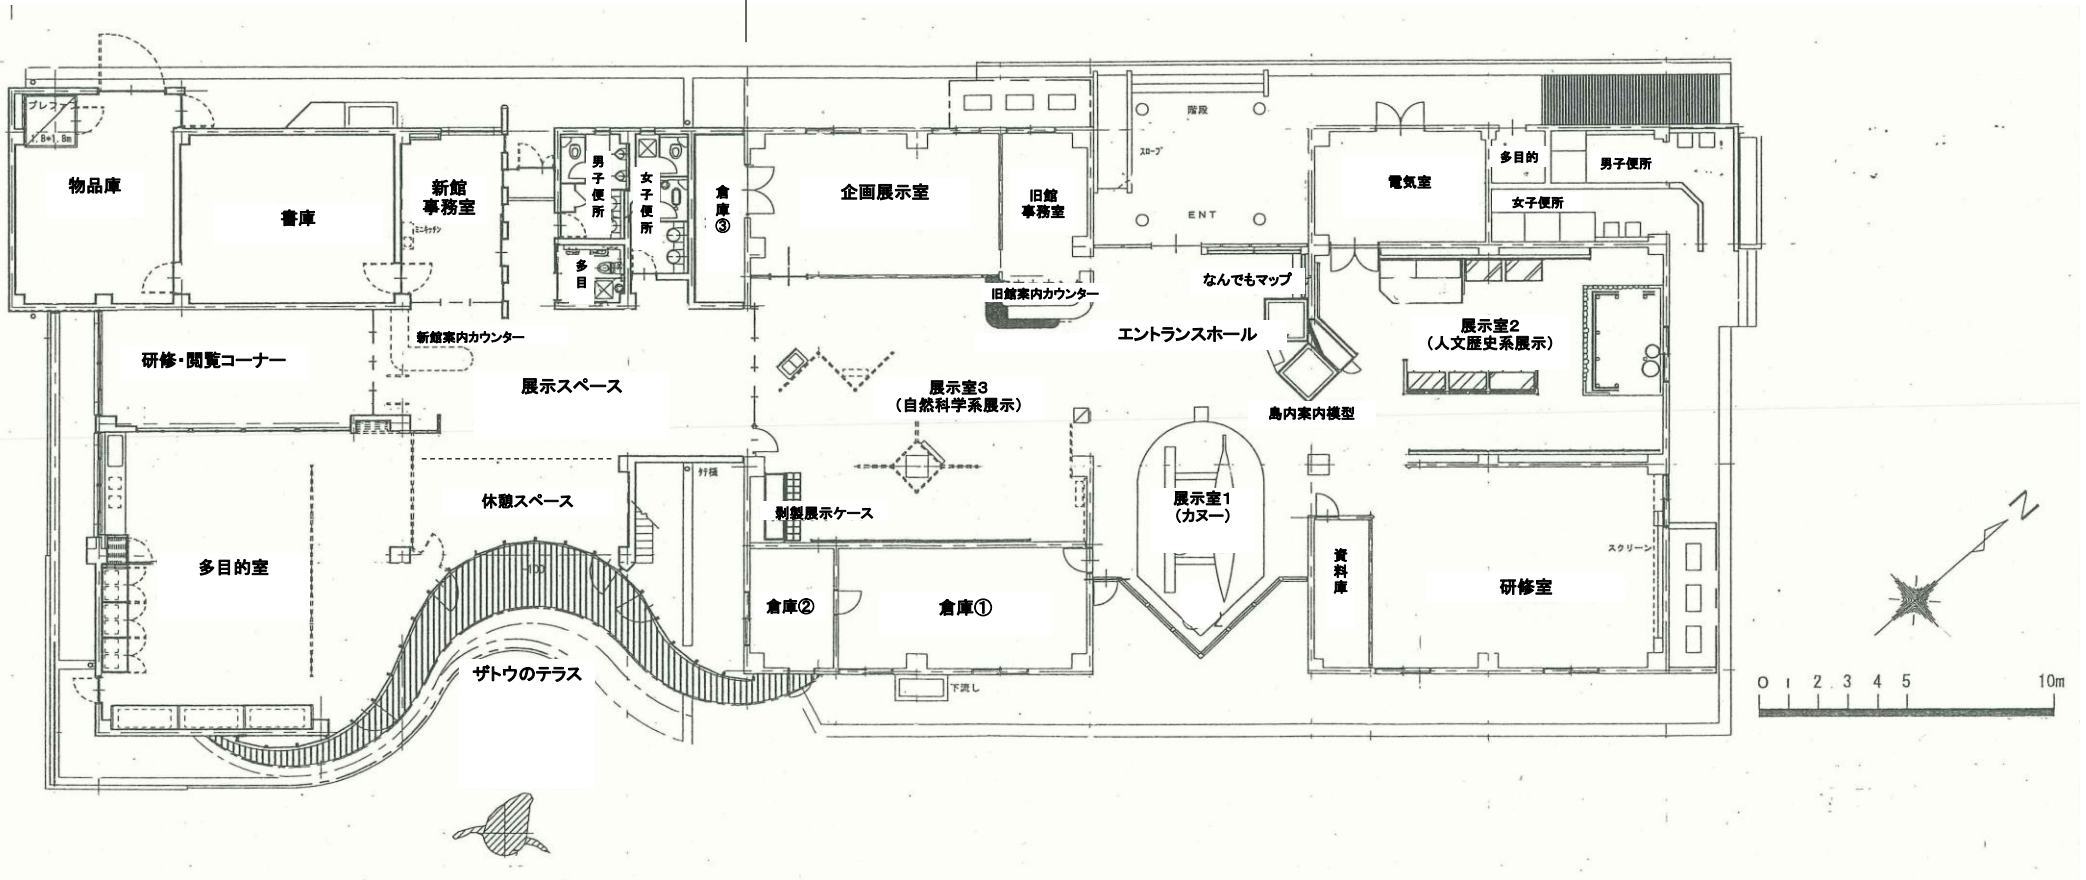 プレファブ
1.8*1.8m
物品庫
書庫
新館
事務室
ミニキッチン
男子便所
女子便所
多目
倉庫③
企画展示室
旧館
事務室
階段
スロープ
ENT
電気室
多目的
男子便所
女子便所
旧館案内カウンター
なんでもマップ
エントランスホール
展示室2
（人文歴史系展示）
新館案内カウンター
研修・閲覧コーナー
展示スペース
展示室3
（自然科学系展示）
島内案内模型
休憩スペース
剥製展示ケース
展示室1
（カヌー）
資料庫
スクリーン
研修室
多目的室
-100
倉庫②
倉庫①
ザトウのテラス
下流し
N
0 1 2 3 4 5 10m